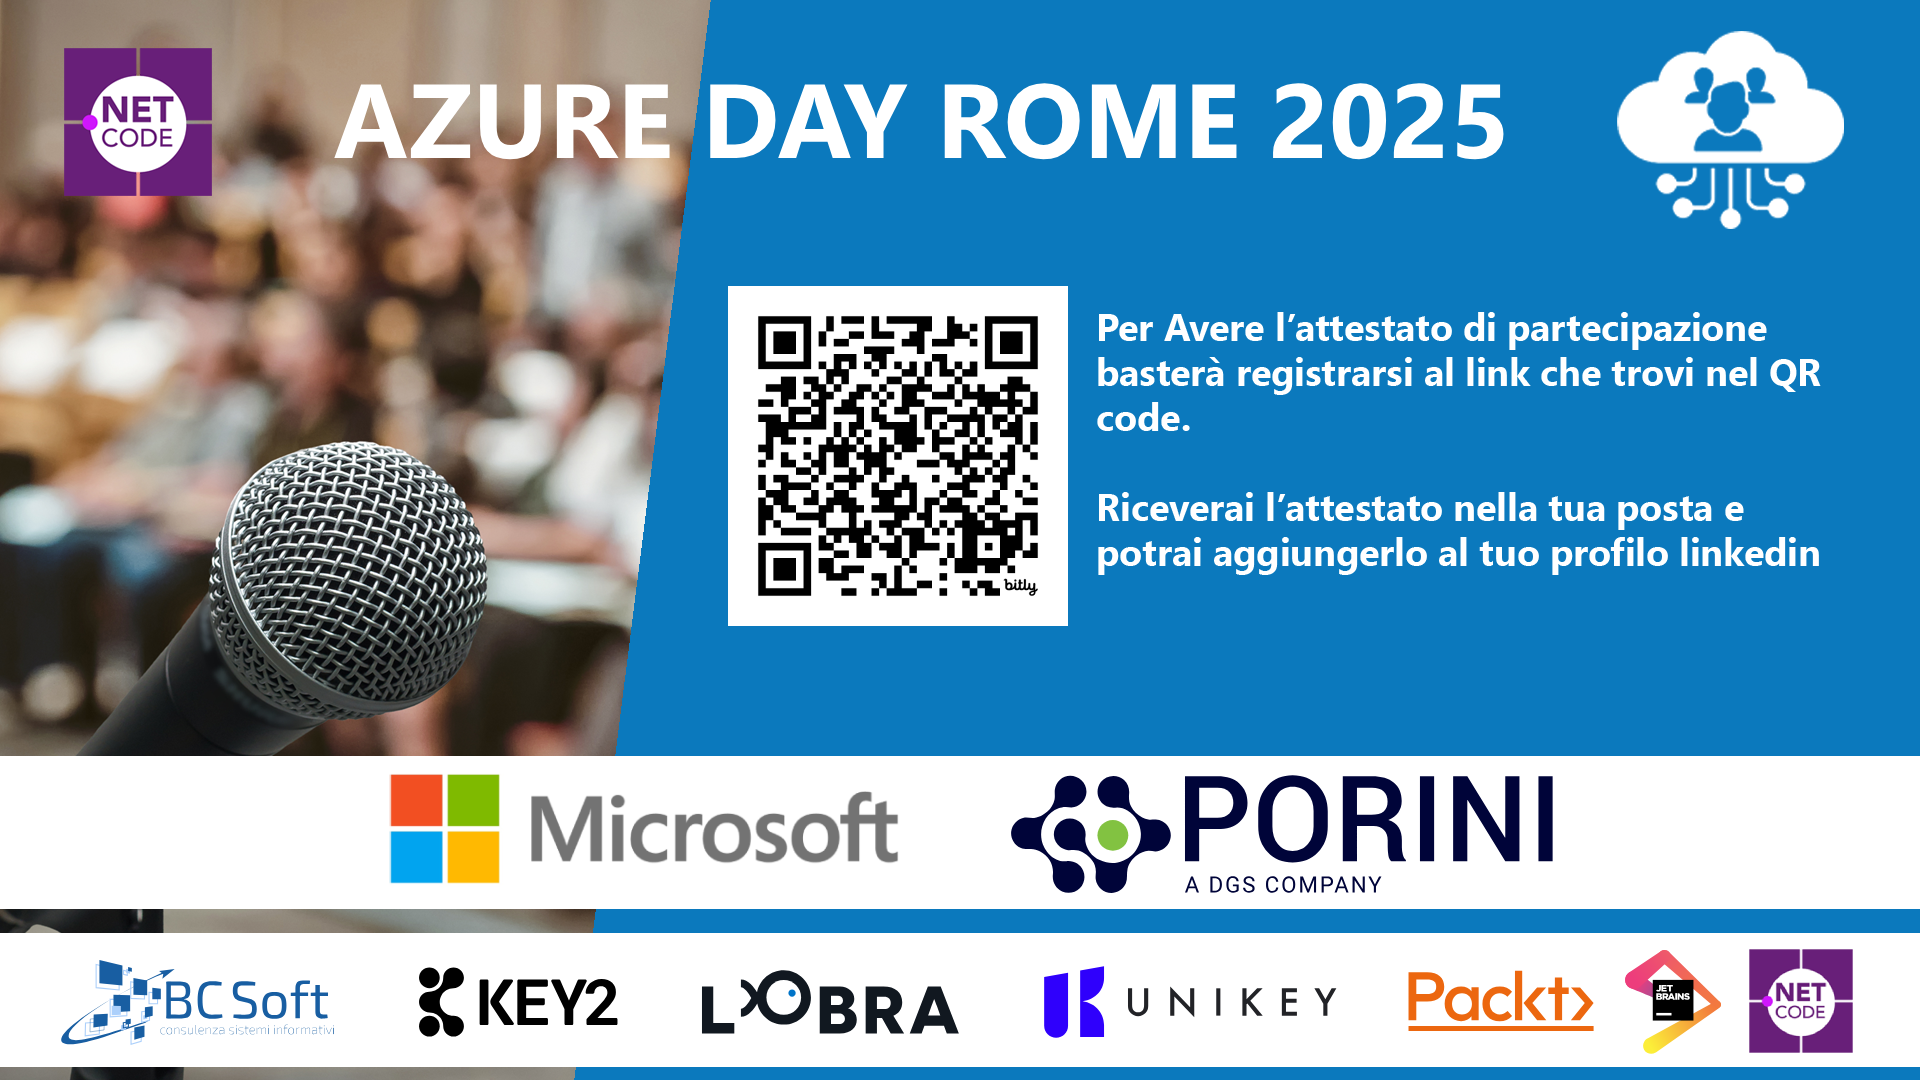 NET
CODE
AZURE DAY ROME 2025
Per Avere l’attestato di partecipazione
basterà registrarsi al link che trovi nel QR
code.
Riceverai l’attestato nella tua posta e
potrai aggiungerlo al tuo profilo linkedin
bitly
Microsoft
PORINI
A DGS COMPANY
BCSoft
consulenza sistemi informativi
KEY2
LOBRA
UNIKEY
Packt
JET
BRAINS
NET
CODE